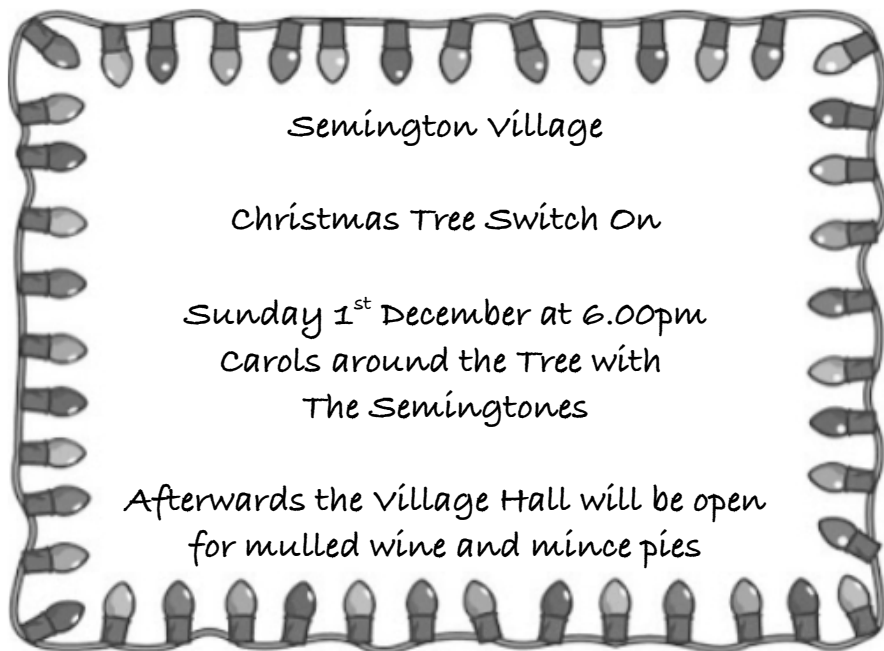 Semington Village
Christmas Tree Switch On
Sunday 1st December at 6.00pm
Carols around the Tree with
The Semingtones
Afterwards the Village Hall will be open
for mulled wine and mince pies